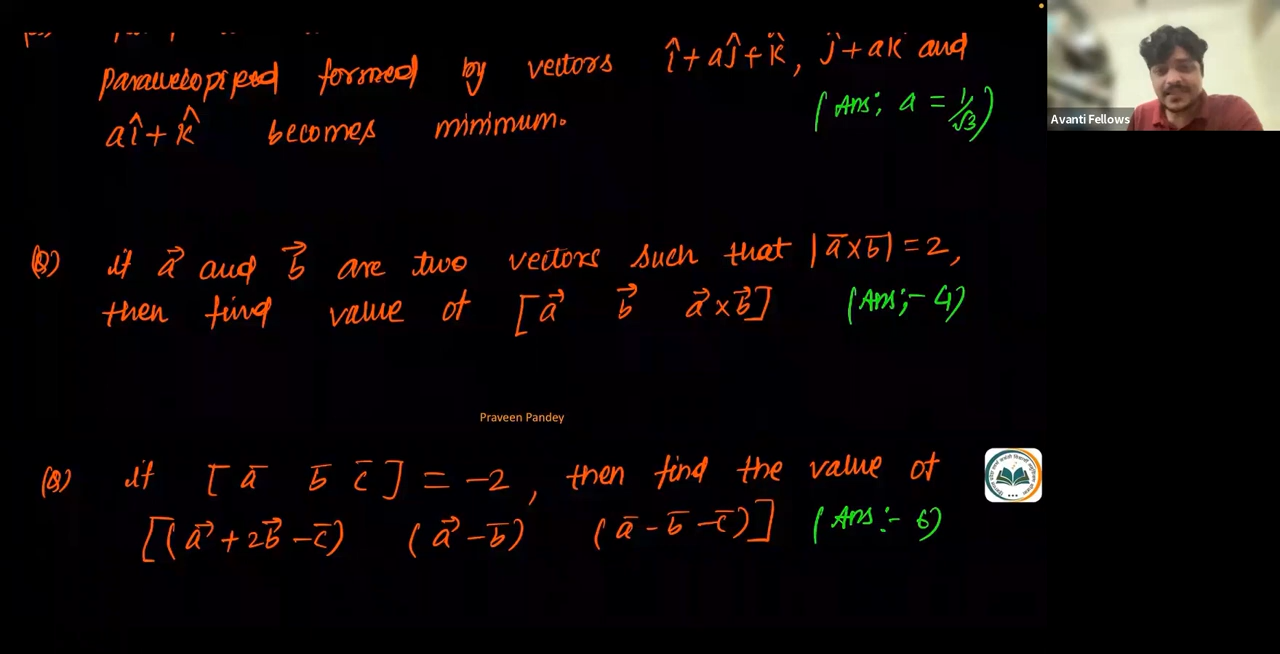 parallelopiped formed by vectors î + aĵ + k̂, ĵ + ak and
aî + k̂ becomes minimum.
(Ans; a = 1/√3)
Avanti Fellows
Q) if a⃗ and b⃗ are two vectors such that |a̅ × b̅| = 2,
then find value of [a⃗ b⃗ a⃗ × b⃗] (Ans;- 4)
Praveen Pandey
Q) if [a̅ b̅ c̅] = -2, then find the value of
[(a⃗ + 2b⃗ - c̅) (a⃗ - b̅) (a̅ - b̅ - c̅)] (Ans:- 6)